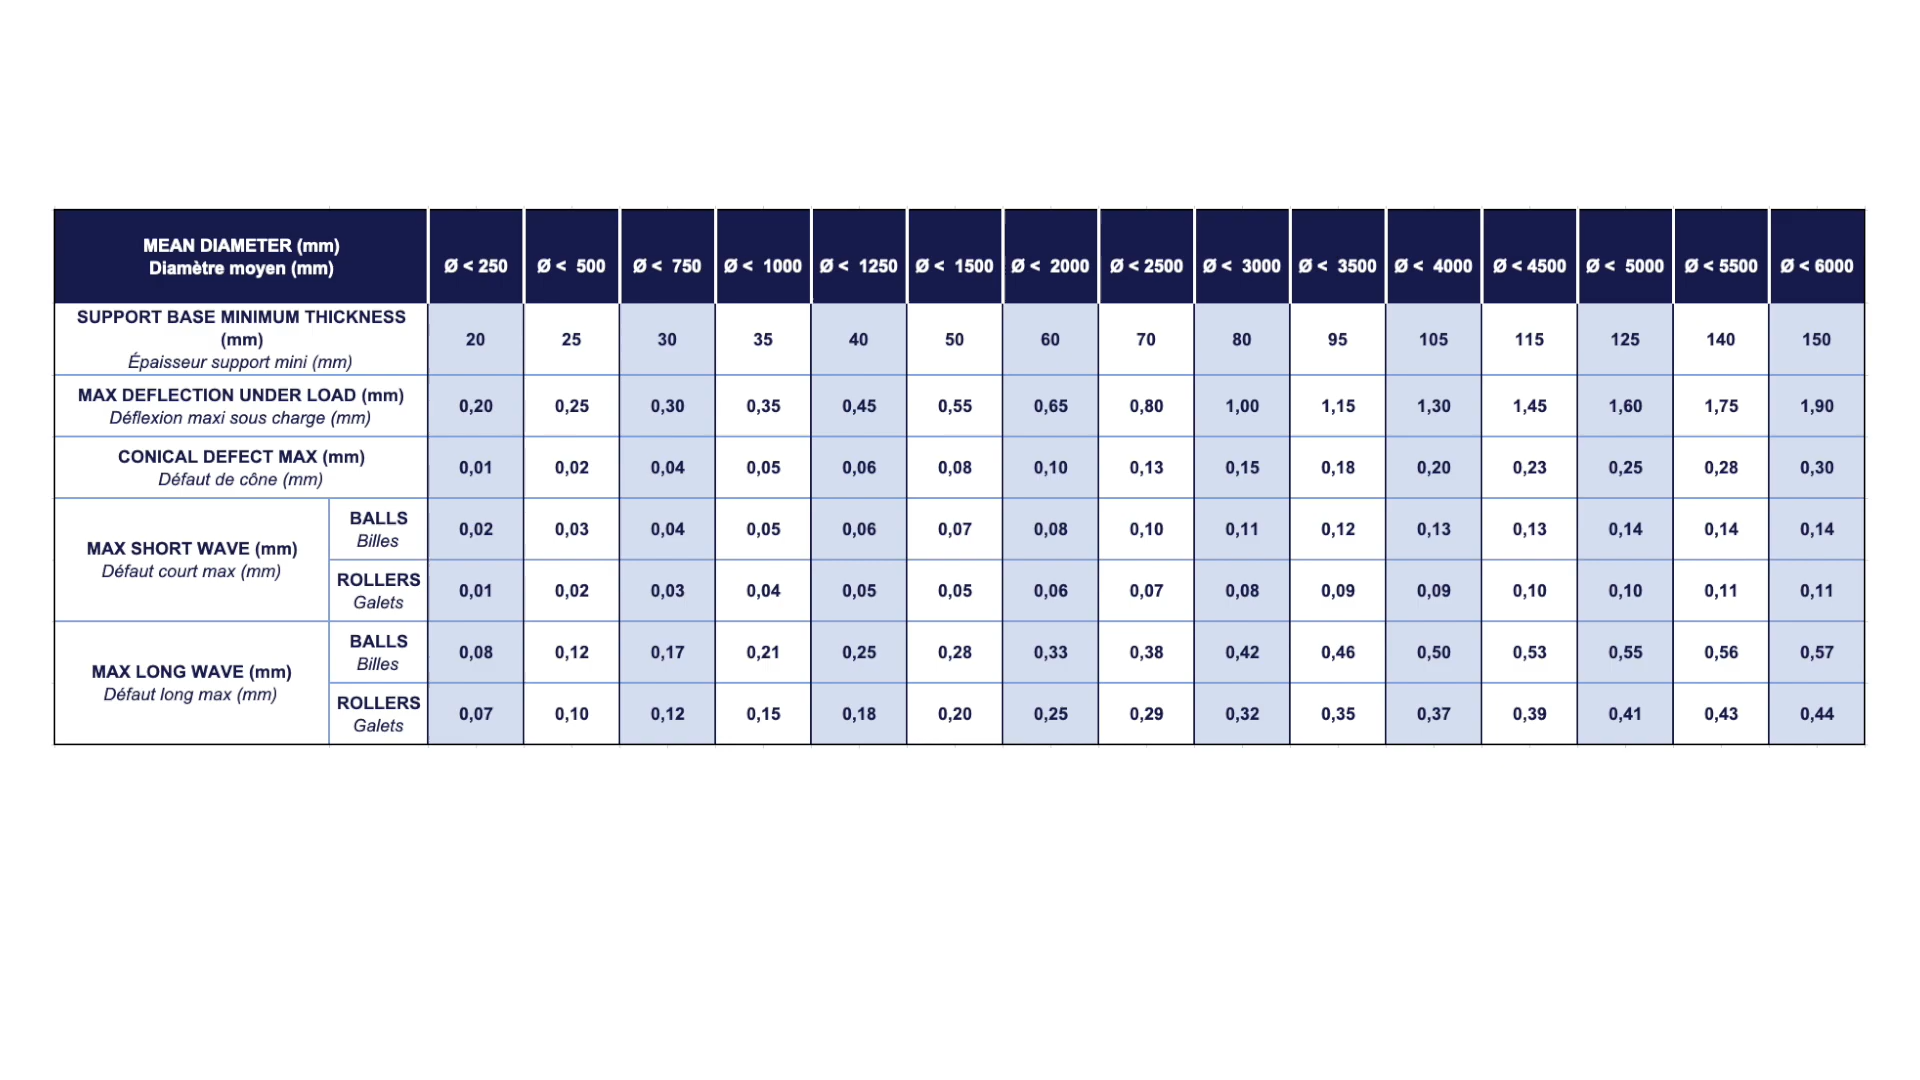 MEAN DIAMETER (mm)
Diamètre moyen (mm)
Ø < 250 Ø < 500 Ø < 750 Ø < 1000 Ø < 1250 Ø < 1500 Ø < 2000 Ø < 2500 Ø < 3000 Ø < 3500 Ø < 4000 Ø < 4500 Ø < 5000 Ø < 5500 Ø < 6000
SUPPORT BASE MINIMUM THICKNESS
(mm)
Épaisseur support mini (mm)
20 25 30 35 40 50 60 70 80 95 105 115 125 140 150
MAX DEFLECTION UNDER LOAD (mm)
Déflexion maxi sous charge (mm)
0,20 0,25 0,30 0,35 0,45 0,55 0,65 0,80 1,00 1,15 1,30 1,45 1,60 1,75 1,90
CONICAL DEFECT MAX (mm)
Défaut de cône (mm)
0,01 0,02 0,04 0,05 0,06 0,08 0,10 0,13 0,15 0,18 0,20 0,23 0,25 0,28 0,30
MAX SHORT WAVE (mm)
Défaut court max (mm)
BALLS
Billes
0,02 0,03 0,04 0,05 0,06 0,07 0,08 0,10 0,11 0,12 0,13 0,13 0,14 0,14 0,14
ROLLERS
Galets
0,01 0,02 0,03 0,04 0,05 0,05 0,06 0,07 0,08 0,09 0,09 0,10 0,10 0,11 0,11
MAX LONG WAVE (mm)
Défaut long max (mm)
BALLS
Billes
0,08 0,12 0,17 0,21 0,25 0,28 0,33 0,38 0,42 0,46 0,50 0,53 0,55 0,56 0,57
ROLLERS
Galets
0,07 0,10 0,12 0,15 0,18 0,20 0,25 0,29 0,32 0,35 0,37 0,39 0,41 0,43 0,44